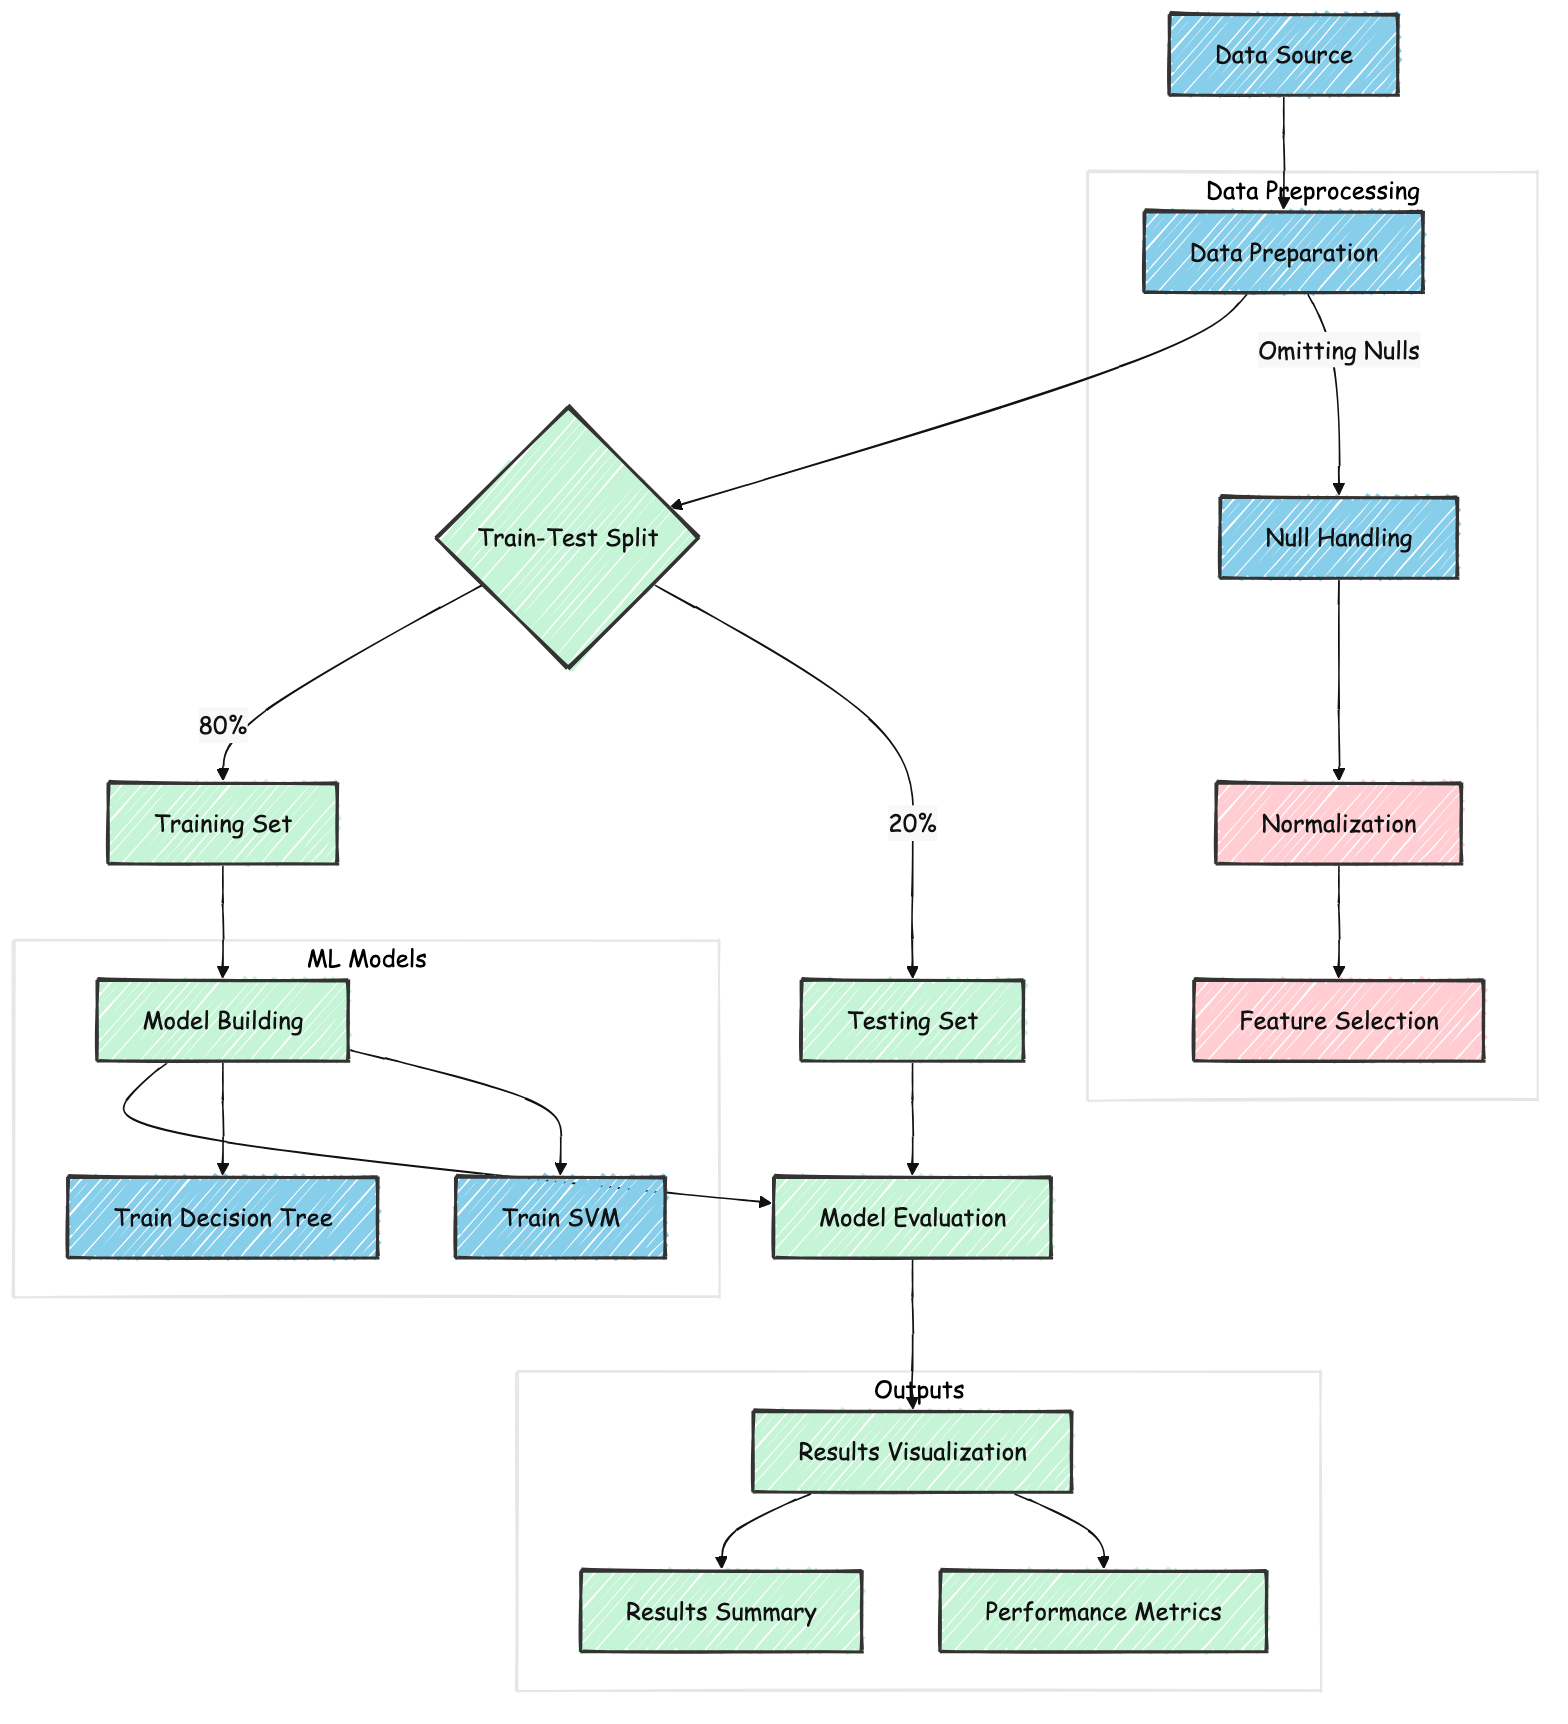 Data Source
Data Preprocessing
Data Preparation
Omitting Nulls
Train-Test Split
Null Handling
80%
Training Set
20%
Normalization
ML Models
Model Building
Testing Set
Feature Selection
Train Decision Tree
Train SVM
Model Evaluation
Outputs
Results Visualization
Results Summary
Performance Metrics